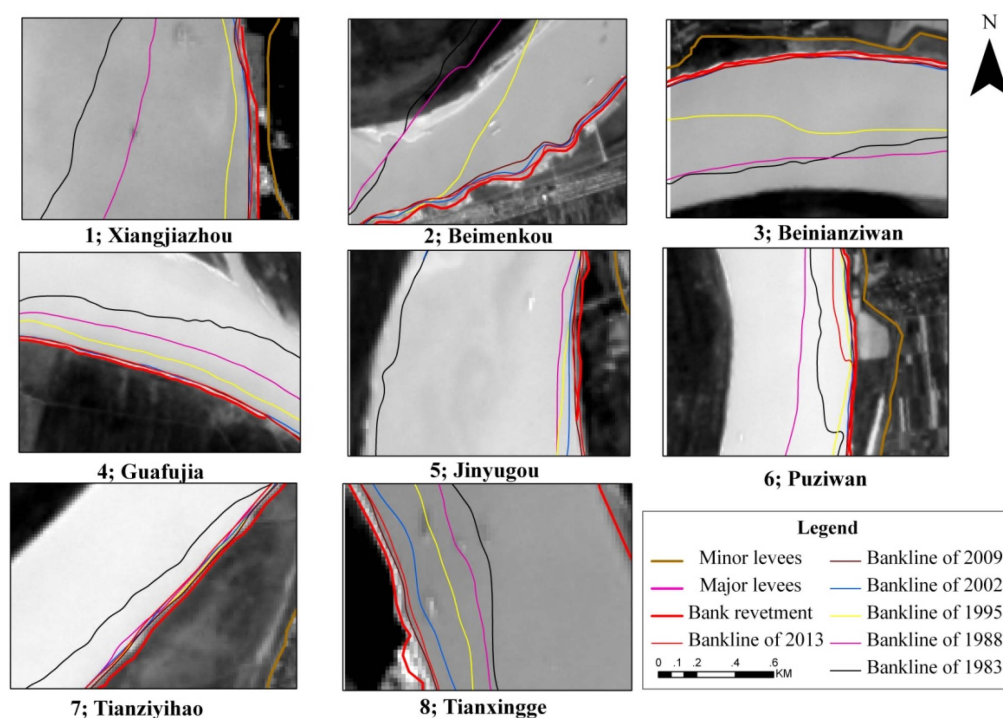 N
1; Xiangjiazhou
2; Beimenkou
3; Beinianziwan
4; Guafujia
5; Jinyugou
6; Puziwan
7; Tianziyihao
8; Tianxingge
Legend
Minor levees
Major levees
Bank revetment
Bankline of 2013
Bankline of 2009
Bankline of 2002
Bankline of 1995
Bankline of 1988
Bankline of 1983
0 .1 .2 .4 .6
KM